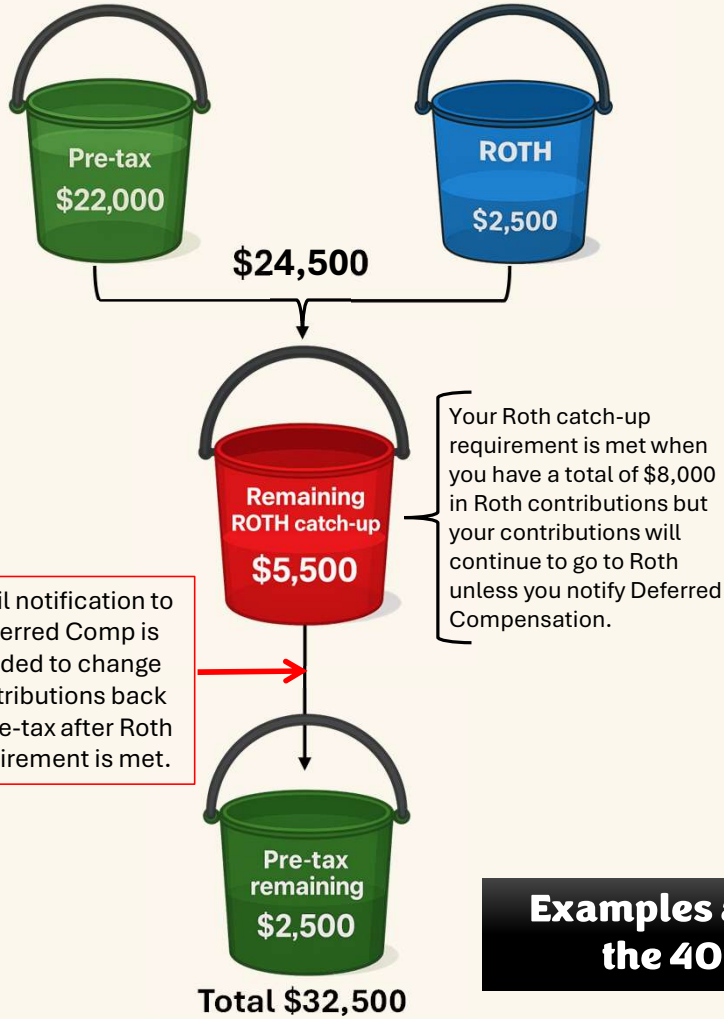 Pre-tax
$22,000
ROTH
$2,500
$24,500
Remaining
ROTH catch-up
$5,500
Your Roth catch-up
requirement is met when
you have a total of $8,000
in Roth contributions but
your contributions will
continue to go to Roth
unless you notify Deferred
Compensation.
notification to
Comp is
to change
back
after Roth
is met.
Pre-tax
remaining
$2,500
Total $32,500
Examples
the